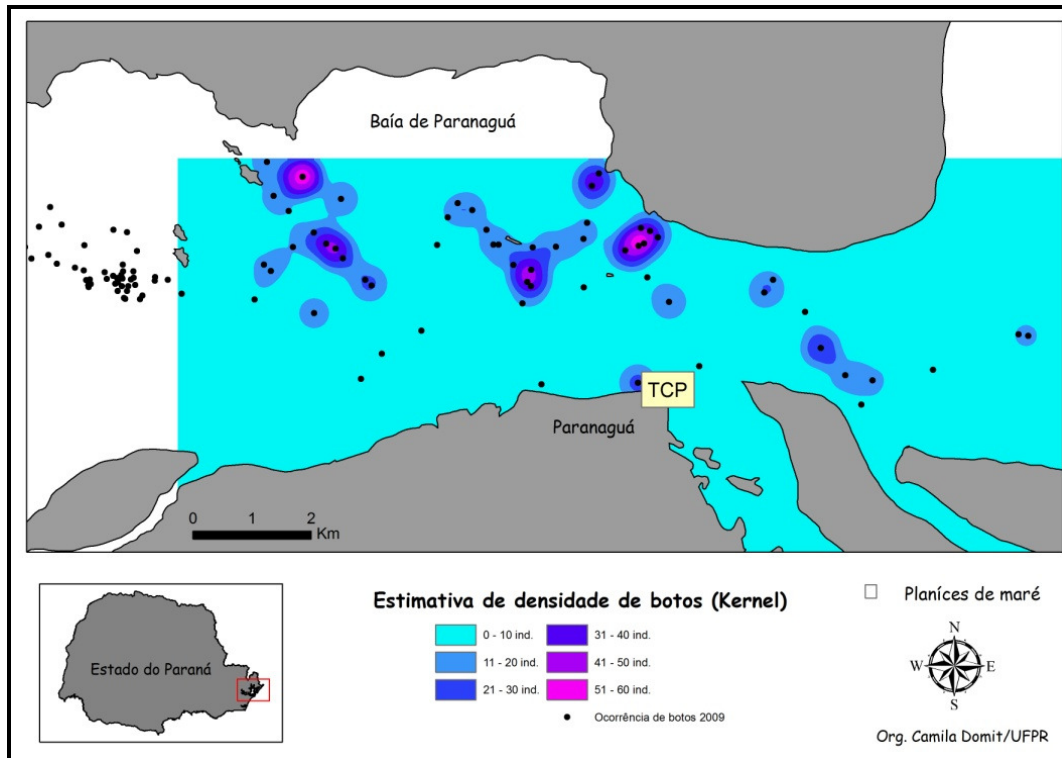 Baía de Paranaguá
TCP
Paranaguá
0 1 2
Km
Estimativa de densidade de botos (Kernel)
0 - 10 ind.
11 - 20 ind.
21 - 30 ind.
31 - 40 ind.
41 - 50 ind.
51 - 60 ind.
Ocorrência de botos 2009
Planíces de maré
N
W E
S
Estado do Paraná
Org. Camila Domit/UFPR